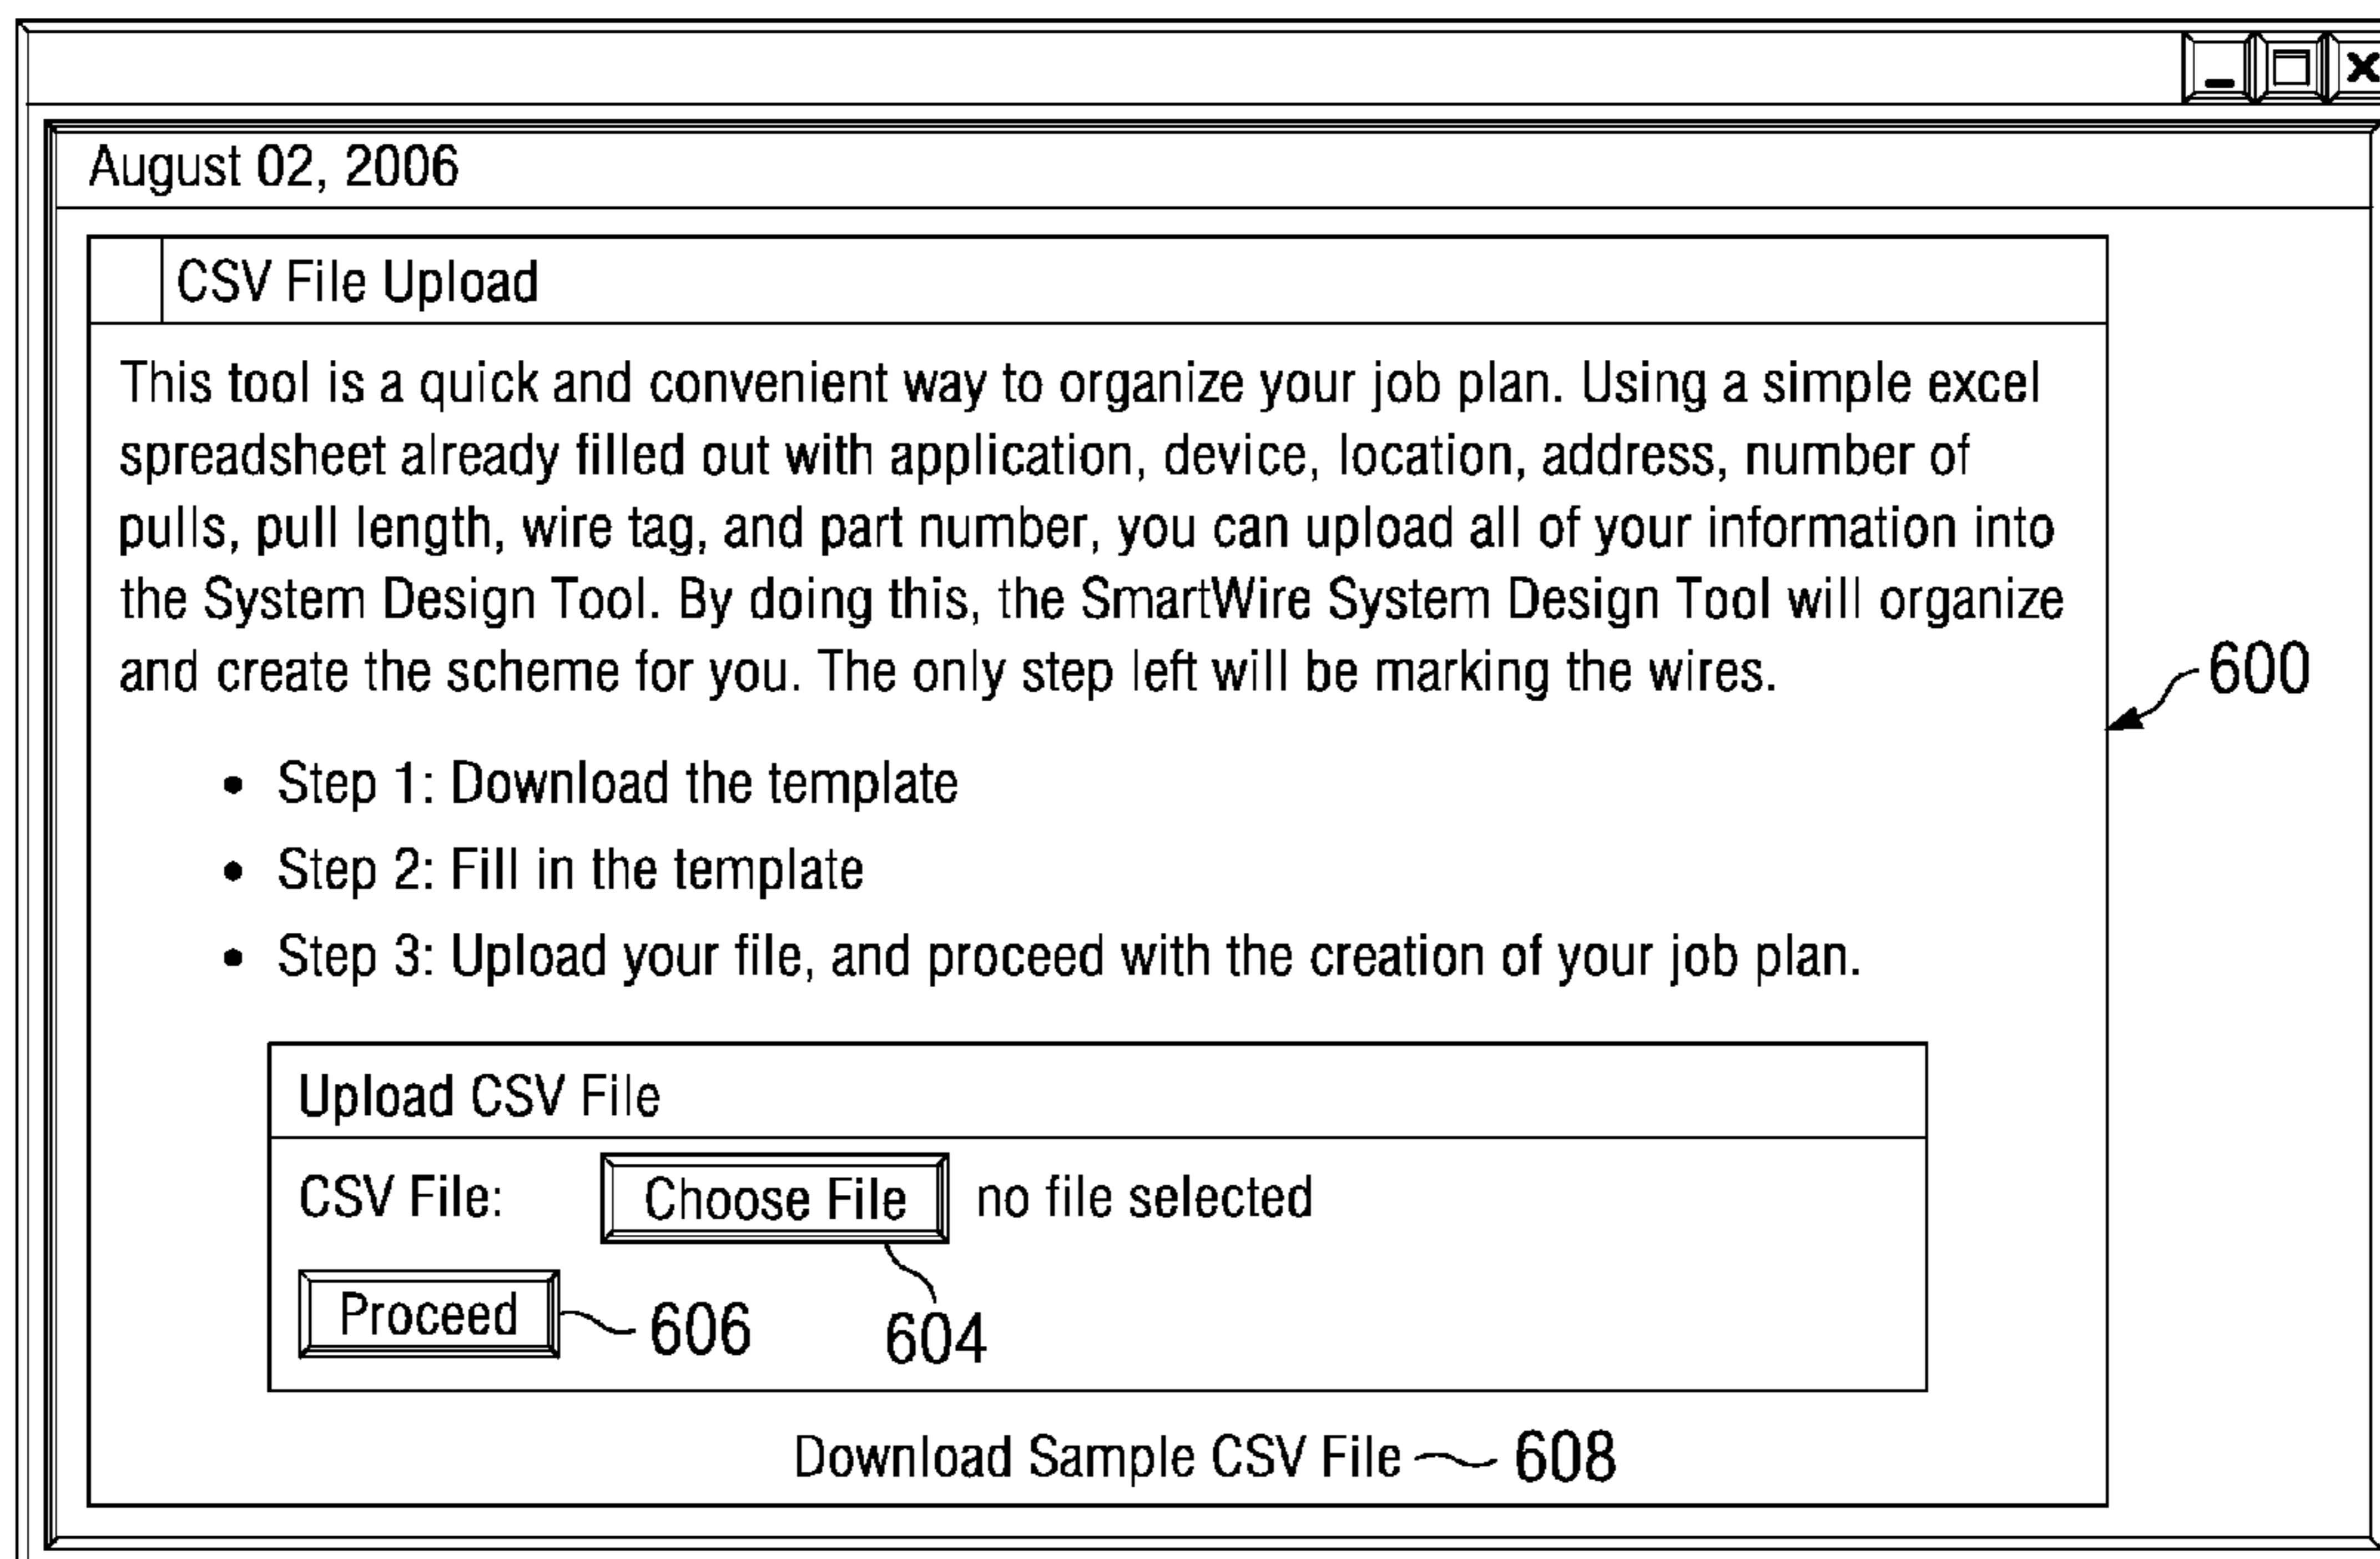 August 02, 2006
CSV File Upload
This tool is a quick and convenient way to organize your job plan. Using a simple excel
spreadsheet already filled out with application, device, location, address, number of
pulls, pull length, wire tag, and part number, you can upload all of your information into
the System Design Tool. By doing this, the SmartWire System Design Tool will organize
and create the scheme for you. The only step left will be marking the wires.
600
• Step 1: Download the template
• Step 2: Fill in the template
• Step 3: Upload your file, and proceed with the creation of your job plan.
Upload CSV File
CSV File: Choose File no file selected
Proceed 606 604
Download Sample CSV File 608